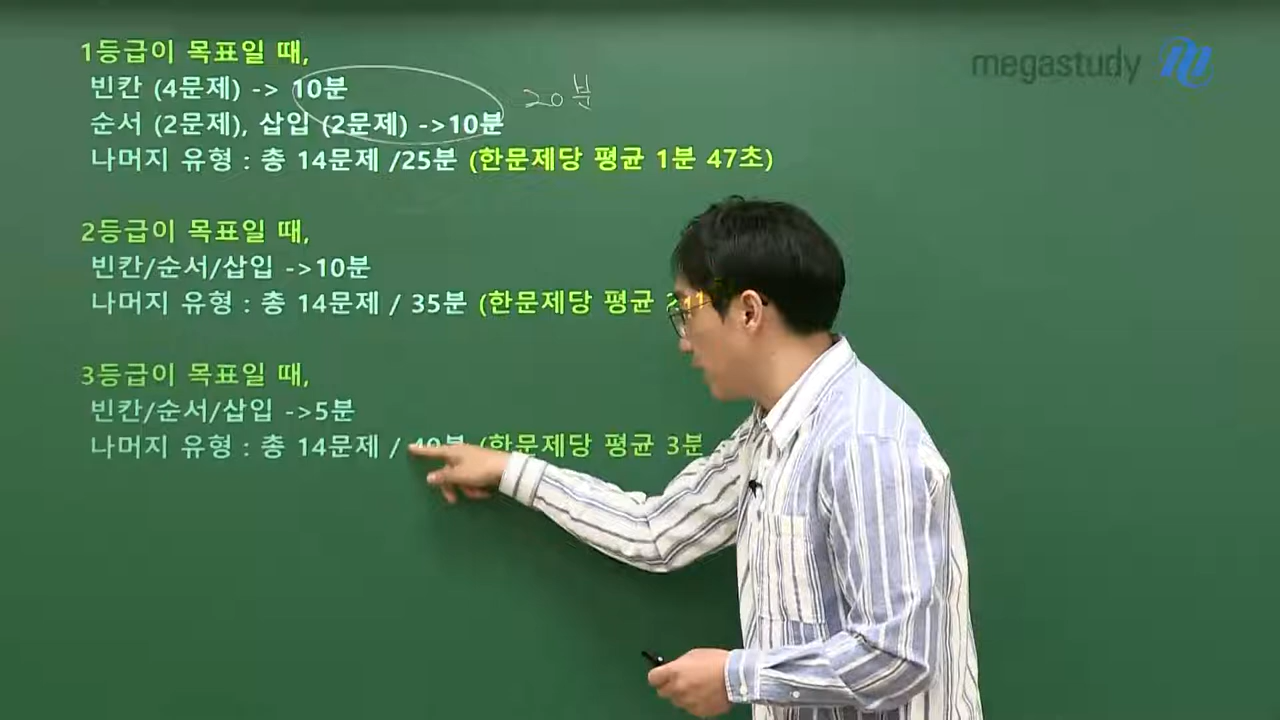 1등급이 목표일 때,
megastudy
빈칸 (4문제) -> 10분
20분
순서 (2문제), 삽입 (2문제) ->10분
나머지 유형 : 총 14문제 /25분 (한문제당 평균 1분 47초)
2등급이 목표일 때,
빈칸/순서/삽입 ->10분
나머지 유형 : 총 14문제 / 35분 (한문제당 평균
3등급이 목표일 때,
빈칸/순서/삽입 ->5분
나머지 유형 : 총 14문제 / 40분 (한문제당 평균 3분